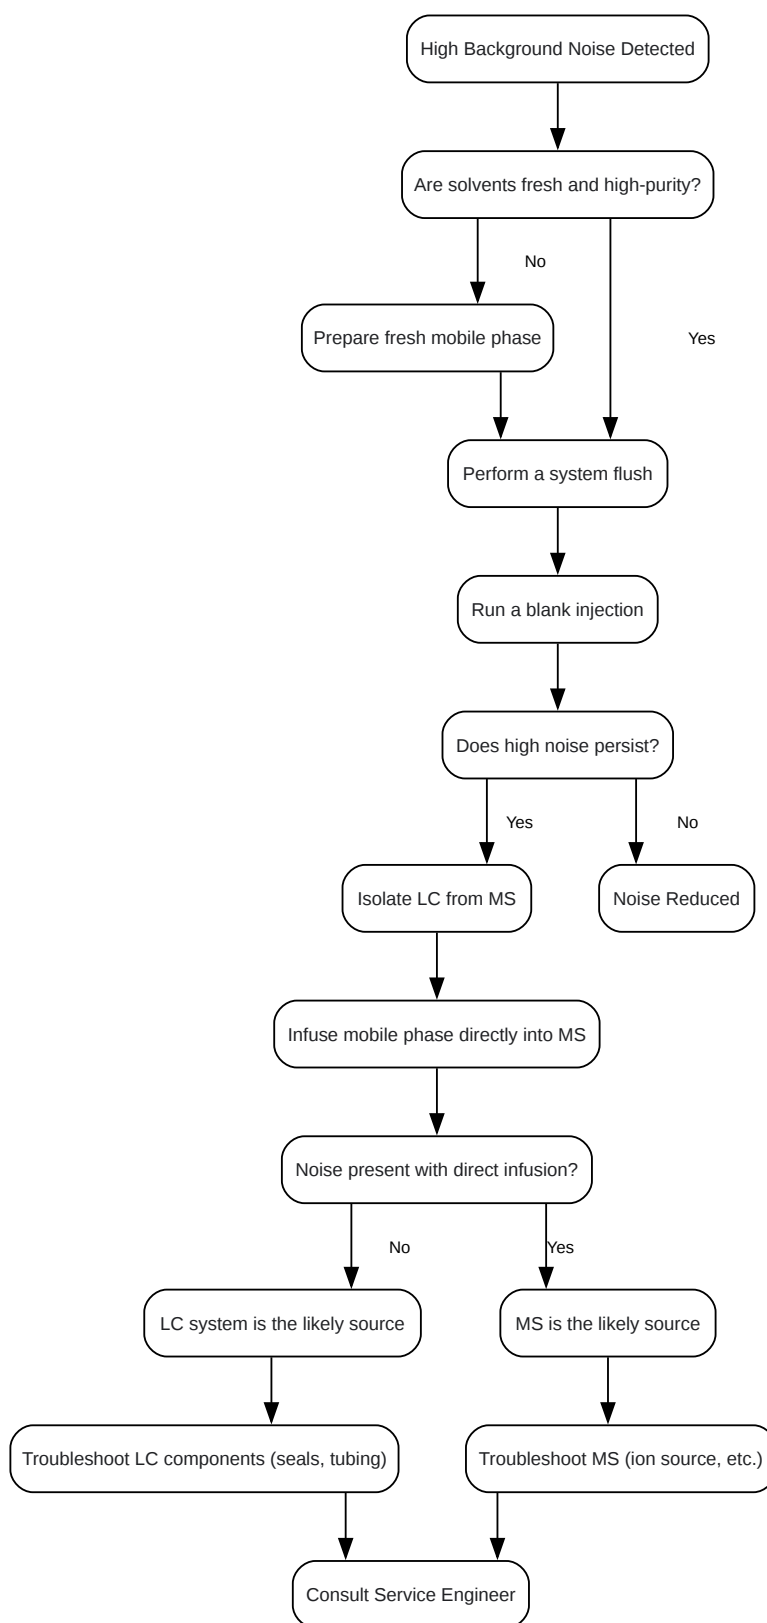 High Background Noise Detected
Are solvents fresh and high-purity?
No
Prepare fresh mobile phase
Yes
Perform a system flush
Run a blank injection
Does high noise persist?
Yes
No
Isolate LC from MS
Noise Reduced
Infuse mobile phase directly into MS
Noise present with direct infusion?
No
Yes
LC system is the likely source
MS is the likely source
Troubleshoot LC components (seals, tubing)
Troubleshoot MS (ion source, etc.)
Consult Service Engineer